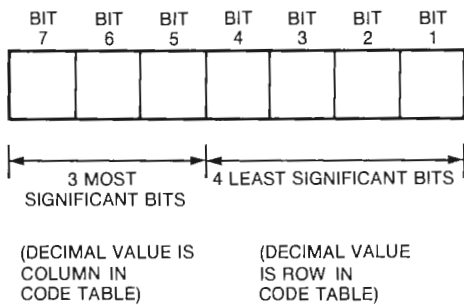 BIT BIT BIT BIT BIT BIT BIT
7 6 5 4 3 2 1
3 MOST
SIGNIFICANT BITS
4 LEAST SIGNIFICANT BITS
(DECIMAL VALUE IS
COLUMN IN
CODE TABLE)
(DECIMAL VALUE
IS ROW IN
CODE TABLE)